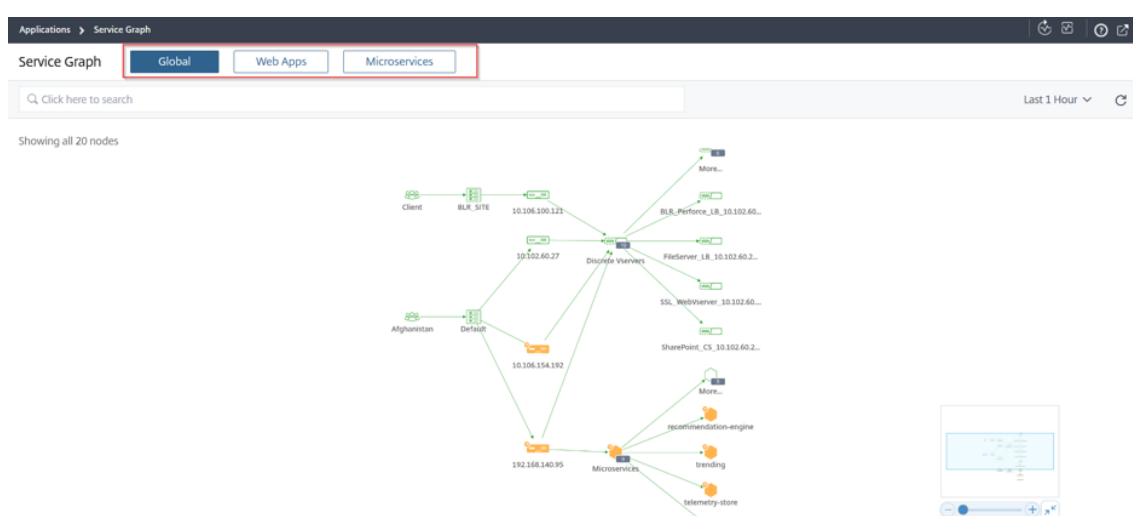 Applications > Service Graph
Service Graph Global Web Apps Microservices
Click here to search Last 1 Hour
Showing all 20 nodes
More...
Client BLR_SITE 10.106.100.121 BLR_Perforce_LB_10.102.60...
10.102.60.27 Discrete Vservers FileServer_LB_10.102.60.2...
SSL_WebVserver_10.102.60....
Afghanistan Default SharePoint_CS_10.102.60.2...
10.106.154.192
More...
recommendation-engine
192.168.140.95 Microservices trending
telemetry-store